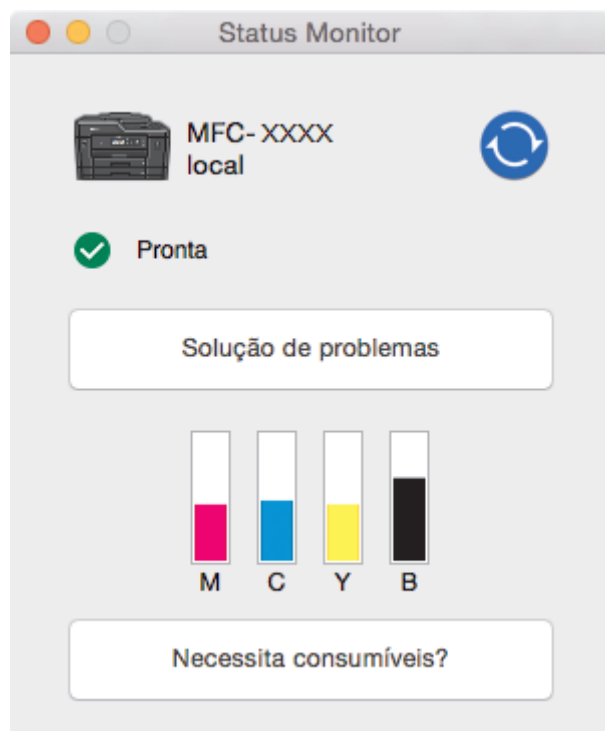 Status Monitor
MFC- XXXX
local
Pronta
Solução de problemas
M C Y B
Necessita consumíveis?